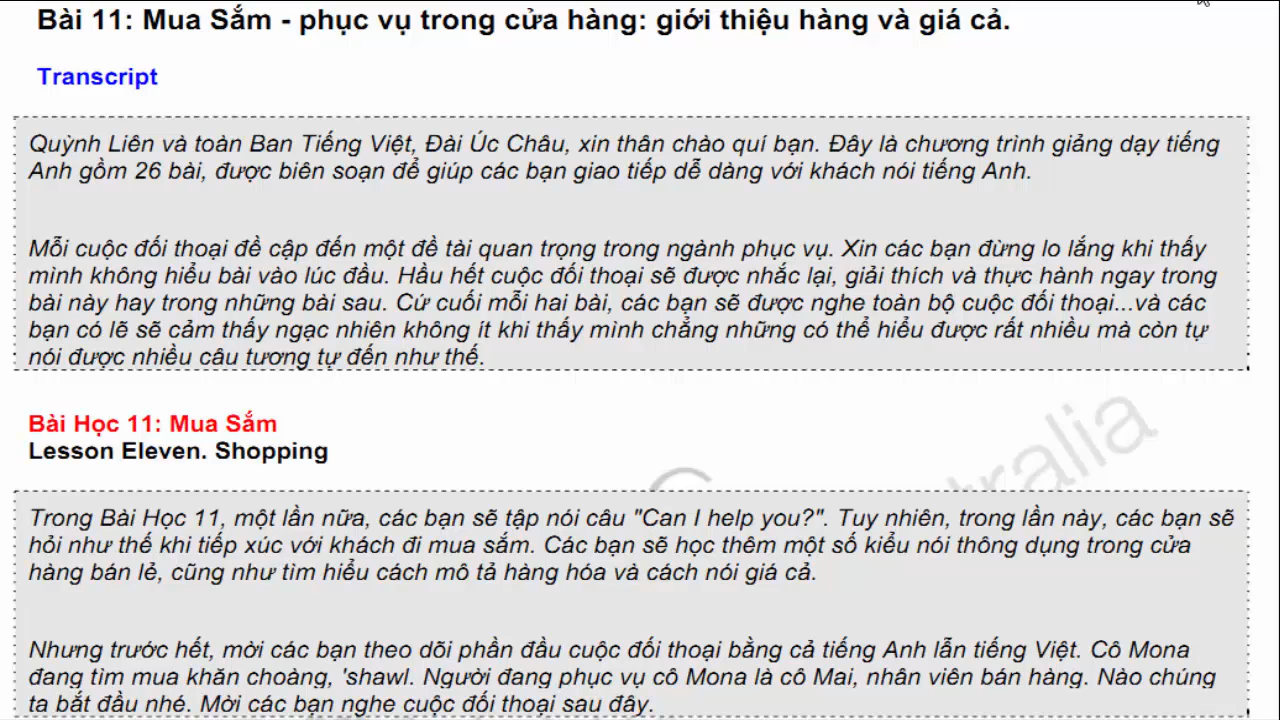 Bài 11: Mua Sắm - phục vụ trong cửa hàng: giới thiệu hàng và giá cả.
Transcript
Quỳnh Liên và toàn Ban Tiếng Việt, Đài Úc Châu, xin thân chào quí bạn. Đây là chương trình giảng dạy tiếng
Anh gồm 26 bài, được biên soạn để giúp các bạn giao tiếp dễ dàng với khách nói tiếng Anh.
Mỗi cuộc đối thoại đề cập đến một đề tài quan trọng trong ngành phục vụ. Xin các bạn đừng lo lắng khi thấy
mình không hiểu bài vào lúc đầu. Hầu hết cuộc đối thoại sẽ được nhắc lại, giải thích và thực hành ngay trong
bài này hay trong những bài sau. Cứ cuối mỗi hai bài, các bạn sẽ được nghe toàn bộ cuộc đối thoại...và các
bạn có lẽ sẽ cảm thấy ngạc nhiên không ít khi thấy mình chẳng những có thể hiểu được rất nhiều mà còn tự
nói được nhiều câu tương tự đến như thế.
Bài Học 11: Mua Sắm
Lesson Eleven. Shopping
tralia
Trong Bài Học 11, một lần nữa, các bạn sẽ tập nói câu "Can I help you?". Tuy nhiên, trong lần này, các bạn sẽ
hỏi như thế khi tiếp xúc với khách đi mua sắm. Các bạn sẽ học thêm một số kiểu nói thông dụng trong cửa
hàng bán lẻ, cũng như tìm hiểu cách mô tả hàng hóa và cách nói giá cả.
Nhưng trước hết, mời các bạn theo dõi phần đầu cuộc đối thoại bằng cả tiếng Anh lẫn tiếng Việt. Cô Mona
đang tìm mua khăn choàng, 'shawl. Người đang phục vụ cô Mona là cô Mai, nhân viên bán hàng. Nào chúng
ta bắt đầu nhé. Mời các bạn nghe cuộc đối thoại sau đây.